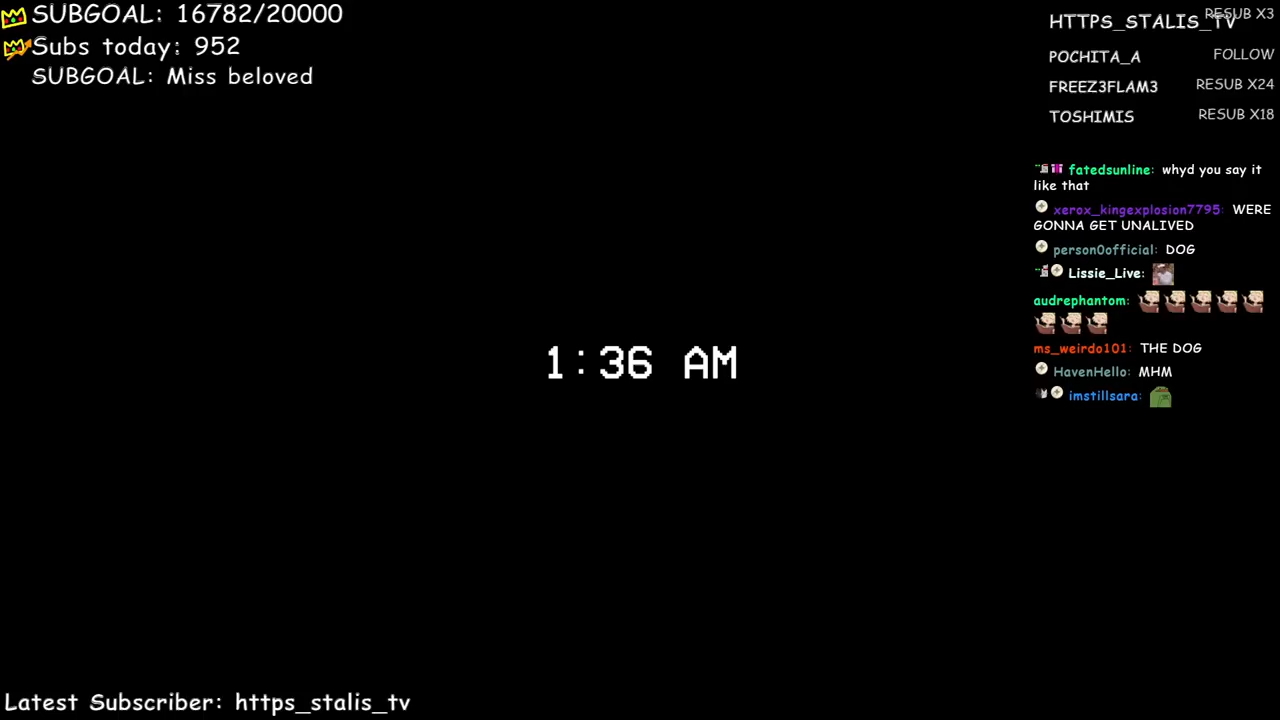 SUBGOAL: 16782/20000
Subs today: 952
SUBGOAL: Miss beloved
HTTPS_STALIS_TV RESUB X3
POCHITA_A FOLLOW
FREEZ3FLAM3 RESUB X24
TOSHIMIS RESUB X18
fatedsunline: whyd you say it
like that
xerox_kingexplosion7795: WERE
GONNA GET UNALIVED
person0official: DOG
Lissie_Live:
audrephantom:
ms_weirdo101: THE DOG
HavenHello: MHM
imstillsara:
1:36 AM
Latest Subscriber: https_stalis_tv